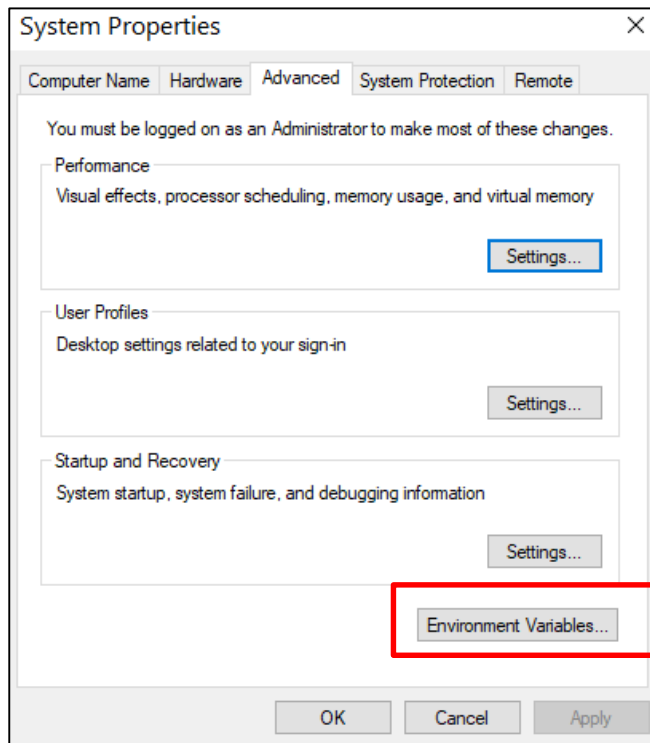 System Properties
Computer Name Hardware Advanced System Protection Remote
You must be logged on as an Administrator to make most of these changes.
Performance
Visual effects, processor scheduling, memory usage, and virtual memory
Settings...
User Profiles
Desktop settings related to your sign-in
Settings...
Startup and Recovery
System startup, system failure, and debugging information
Settings...
Environment Variables...
OK Cancel Apply